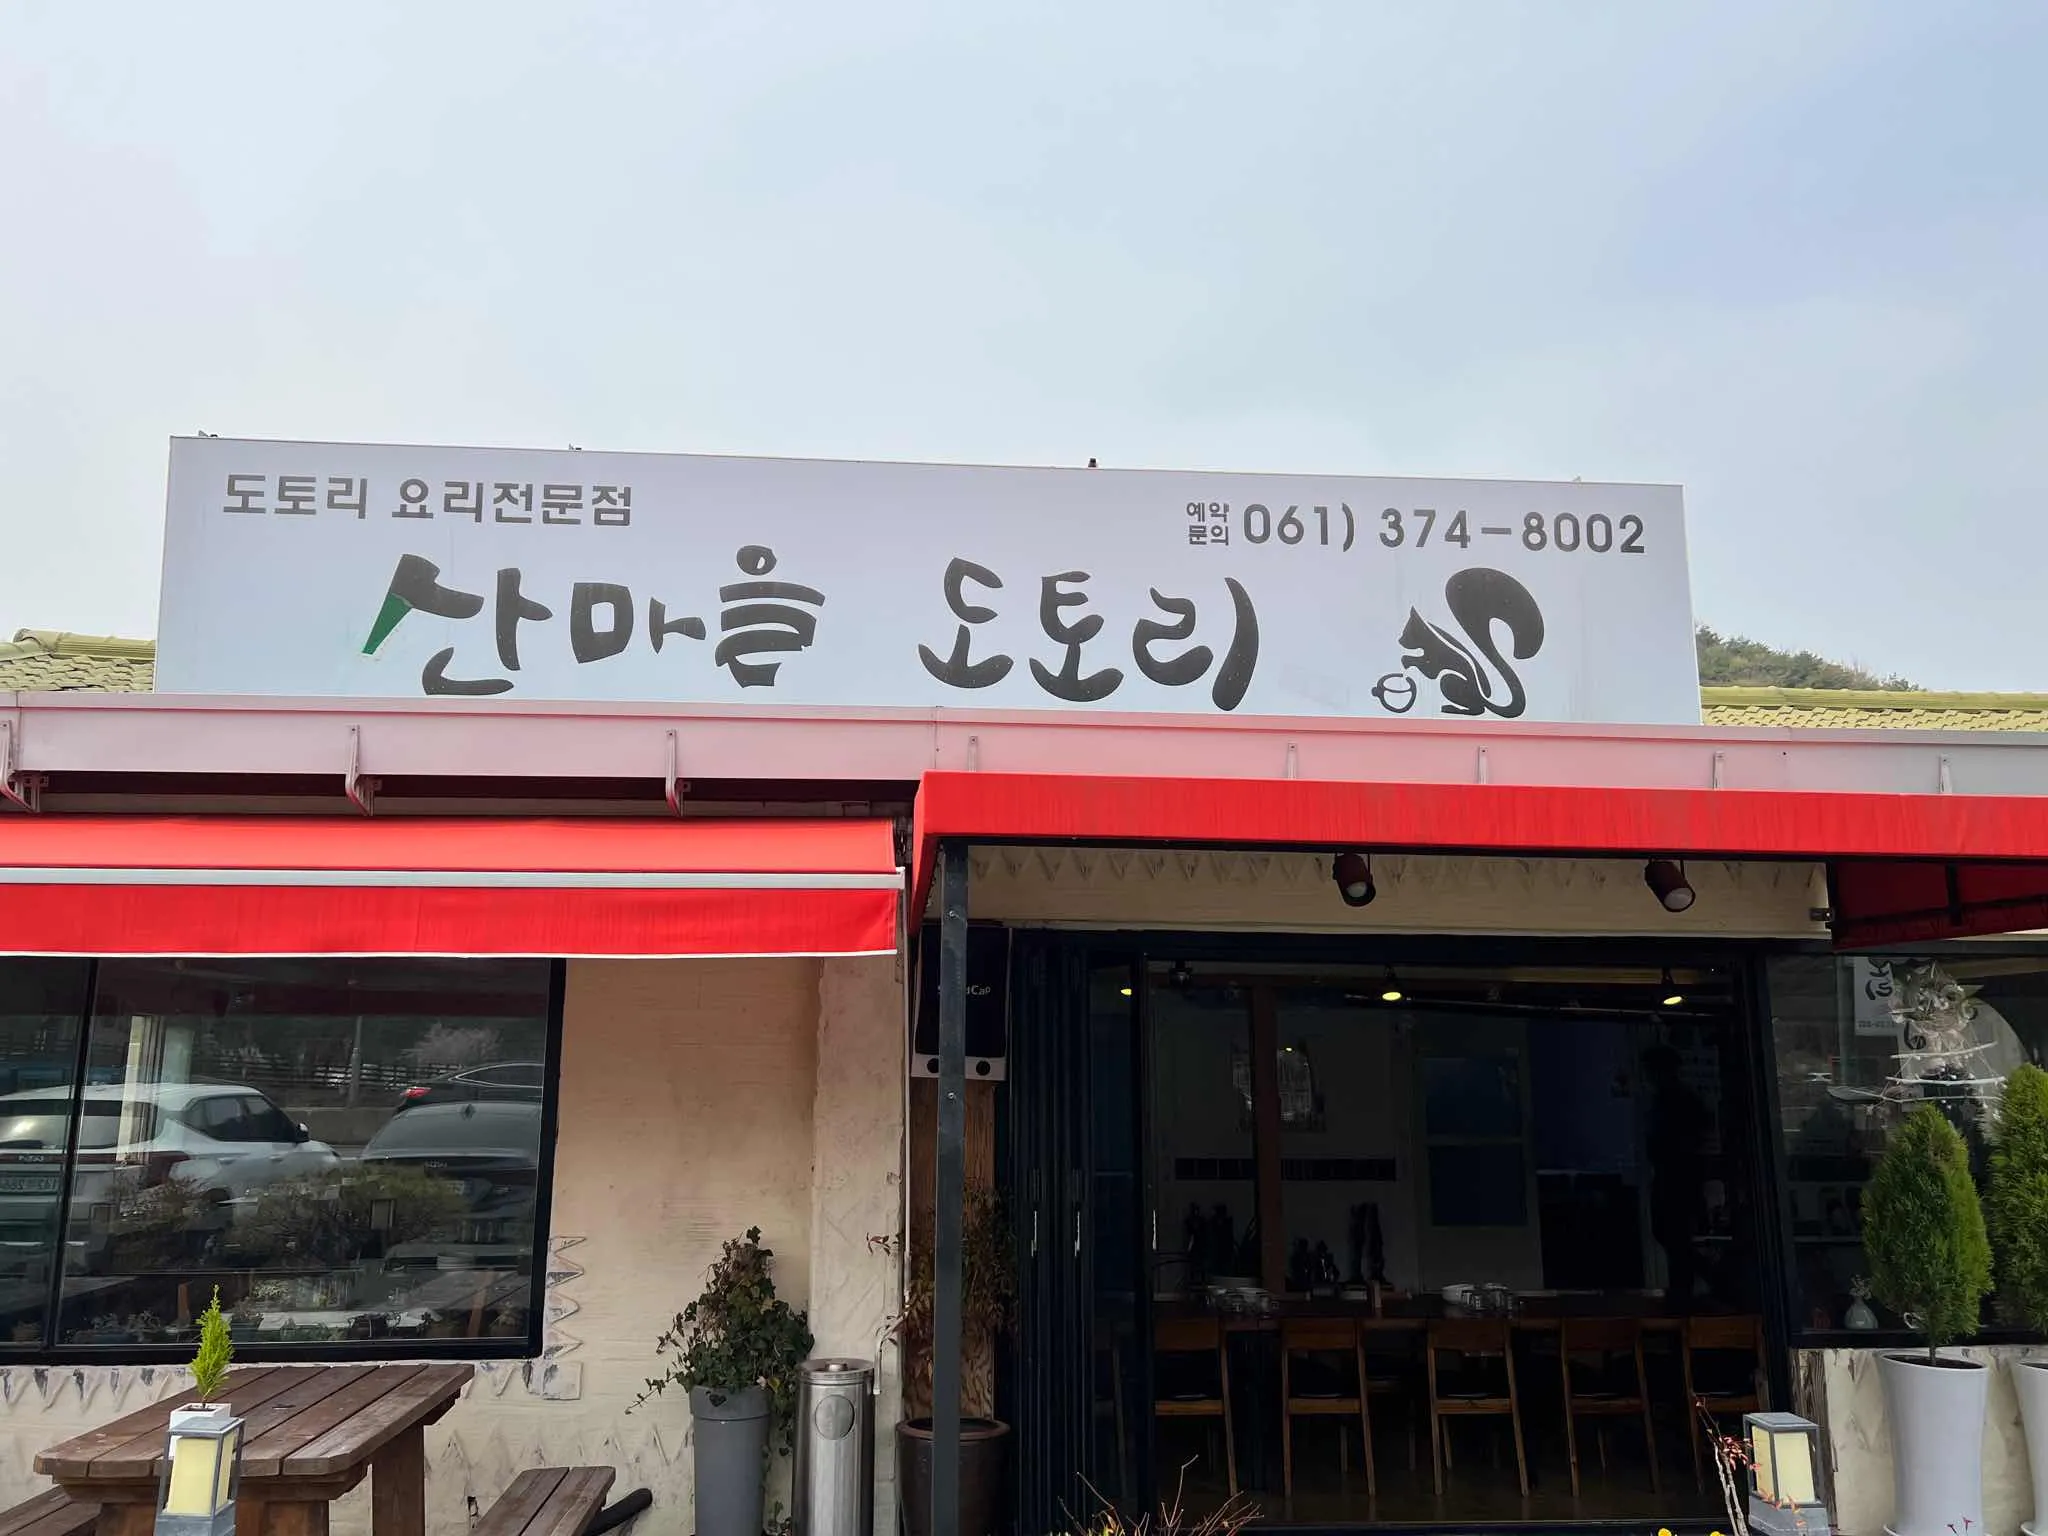 도토리 요리전문점
예약
문의 061) 374-8002
산마을 도토리